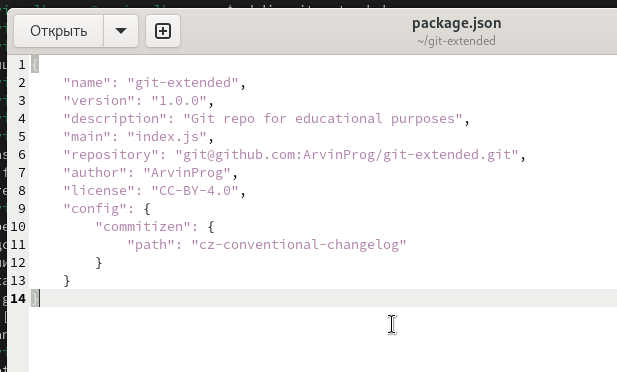 Открыть
package.json
~/git-extended
1 {
2 "name": "git-extended",
3 "version": "1.0.0",
4 "description": "Git repo for educational purposes",
5 "main": "index.js",
6 "repository": "git@github.com:ArvinProg/git-extended.git",
7 "author": "ArvinProg",
8 "license": "CC-BY-4.0",
9 "config": {
10 "commitizen": {
11 "path": "cz-conventional-changelog"
12 }
13 }
14 }